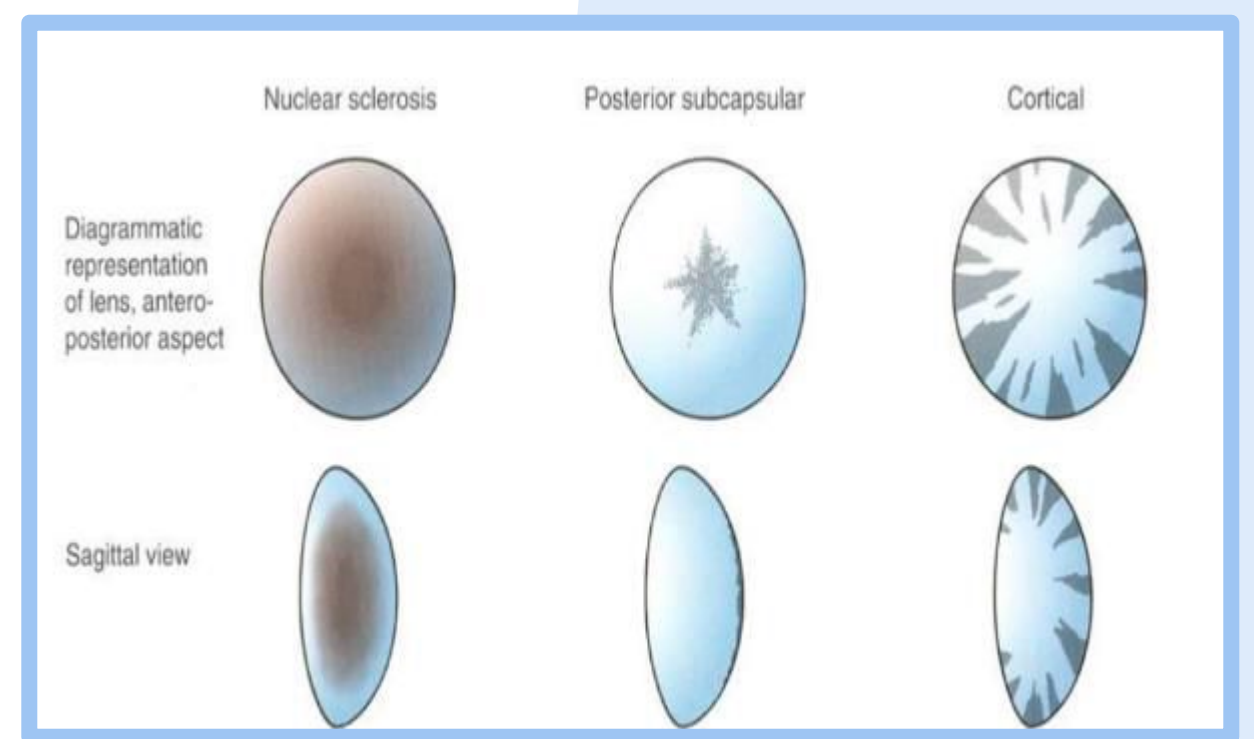 Nuclear sclerosis
Posterior subcapsular
Cortical
Diagrammatic
representation
of lens, antero-
posterior aspect
Sagittal view